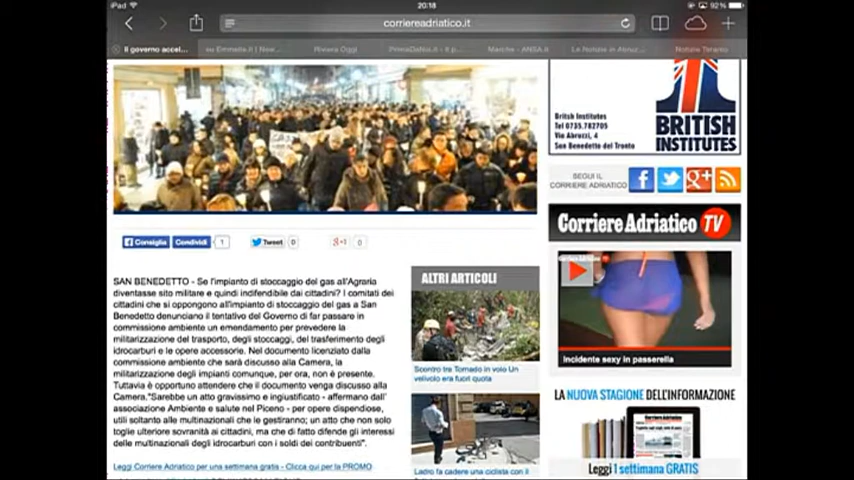 iPad
20:18
92 %
corriereadriatico.it
Il governo accel...
su Emmella.it | New...
Riviera Oggi
PrimaDaNoi.it - Il p...
Marche - ANSA.it
Le Notizie in Abruz...
Notizie Teramo
British Institutes
Tel 0735.782705
Via Abruzzi, 4
San Benedetto del Tronto
BRITISH
INSTITUTES
SEGUI IL
CORRIERE ADRIATICO
Corriere Adriatico TV
Consiglia
Condividi
1
Tweet
0
g+1
0
SAN BENEDETTO - Se l'impianto di stoccaggio del gas all'Agraria
diventasse sito militare e quindi indifendibile dai cittadini? I comitati dei
cittadini che si oppongono all'impianto di stoccaggio del gas a San
Benedetto denunciano il tentativo del Governo di far passare in
commissione ambiente un emendamento per prevedere la
militarizzazione del trasporto, degli stoccaggi, del trasferimento degli
idrocarburi e le opere accessorie. Nel documento licenziato dalla
commissione ambiente che sarà discusso alla Camera, la
militarizzazione degli impianti comunque, per ora, non è presente.
Tuttavia è opportuno attendere che il documento venga discusso alla
Camera."Sarebbe un atto gravissimo e ingiustificato - affermano dall'
associazione Ambiente e salute nel Piceno - per opere dispendiose,
utili soltanto alle multinazionali che le gestiranno; un atto che non solo
toglie ulteriore sovranità ai cittadini, ma che di fatto difende gli interessi
delle multinazionali degli idrocarburi con i soldi dei contribuenti".
Leggi Corriere Adriatico per una settimana gratis - Clicca qui per la PROMO
ALTRI ARTICOLI
Scontro tre Tornado in volo Un
velivolo era fuori quota
Ladro fa cadere una ciclista con il
Incidente sexy in passerella
LA NUOVA STAGIONE DELL'INFORMAZIONE
Corriere Adriatico
Leggi 1 settimana GRATIS